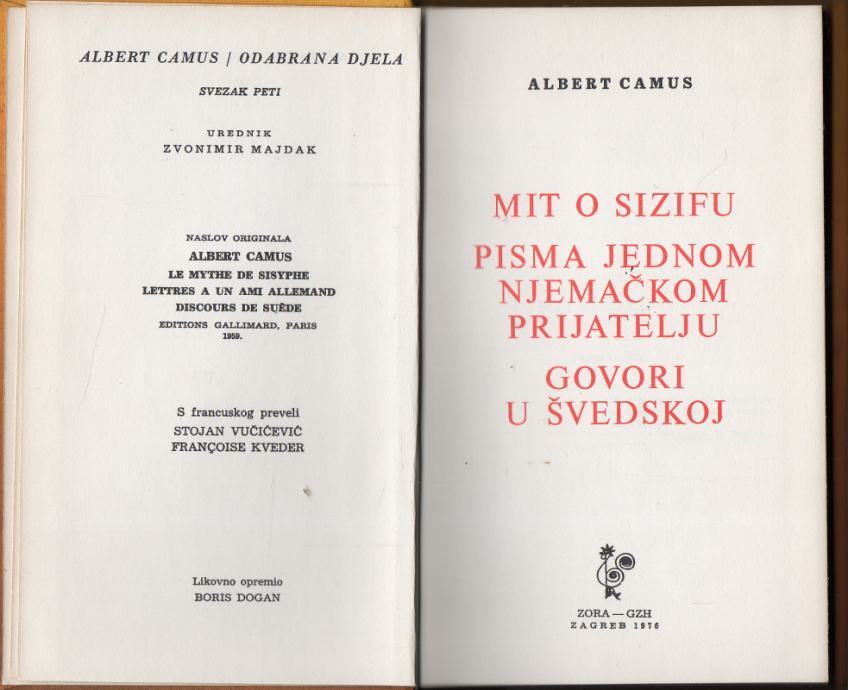 ALBERT CAMUS / ODABRANA DJELA
SVEZAK PETI
UREDNIK
ZVONIMIR MAJDAK
NASLOV ORIGINALA
ALBERT CAMUS
LE MYTHE DE SISYPHE
LETTRES A UN AMI ALLEMAND
DISCOURS DE SUÈDE
EDITIONS GALLIMARD, PARIS
1959.
S francuskog preveli
STOJAN VUČIĆEVIĆ
FRANÇOISE KVEDER
Likovno opremio
BORIS DOGAN
ALBERT CAMUS
MIT O SIZIFU
PISMA JEDNOM
NJEMAČKOM
PRIJATELJU
GOVORI
U ŠVEDSKOJ
ZORA — GZH
ZAGREB 1976